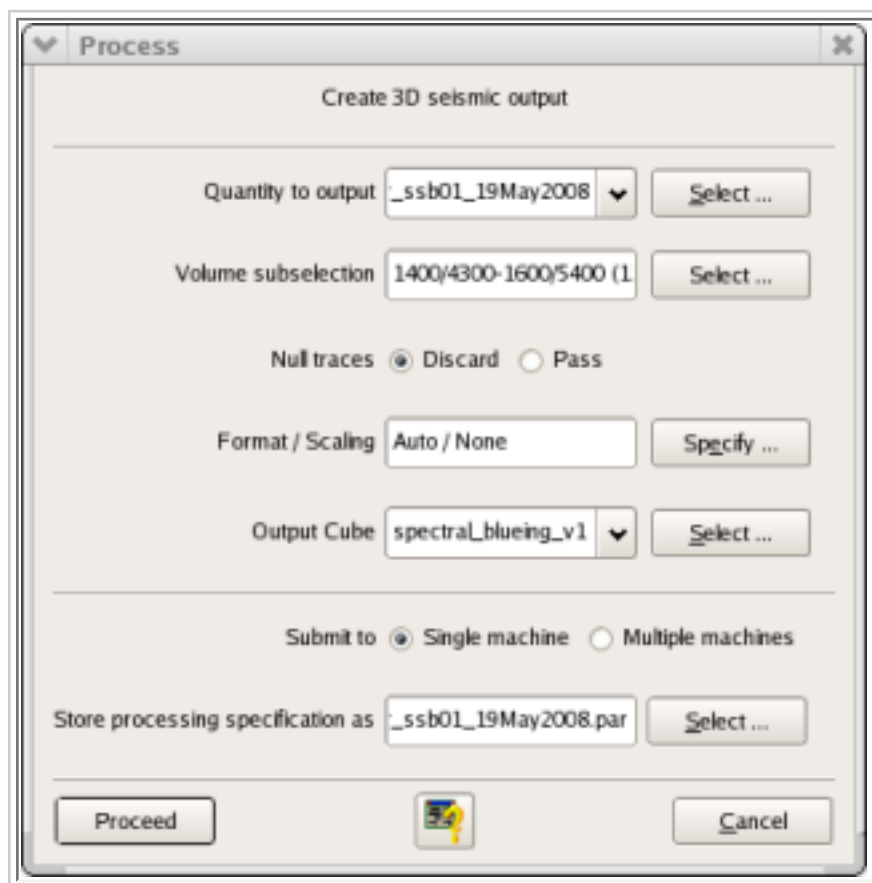 Process
Create 3D seismic output
Quantity to output _ssb01_19May2008 Select ...
Volume subselection 1400/4300-1600/5400 (1 Select ...
Null traces Discard Pass
Format / Scaling Auto / None Specify ...
Output Cube spectral_blueing_v1 Select ...
Submit to Single machine Multiple machines
Store processing specification as _ssb01_19May2008.par Select ...
Proceed Cancel